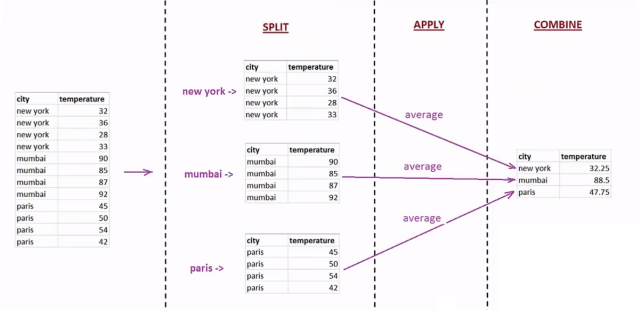 SPLIT
APPLY
COMBINE
city temperature
new york 32
new york 36
new york 28
new york 33
mumbai 90
mumbai 85
mumbai 87
mumbai 92
paris 45
paris 50
paris 54
paris 42
new york ->
city temperature
new york 32
new york 36
new york 28
new york 33
mumbai ->
city temperature
mumbai 90
mumbai 85
mumbai 87
mumbai 92
paris ->
city temperature
paris 45
paris 50
paris 54
paris 42
average
average
average
city temperature
new york 32.25
mumbai 88.5
paris 47.75